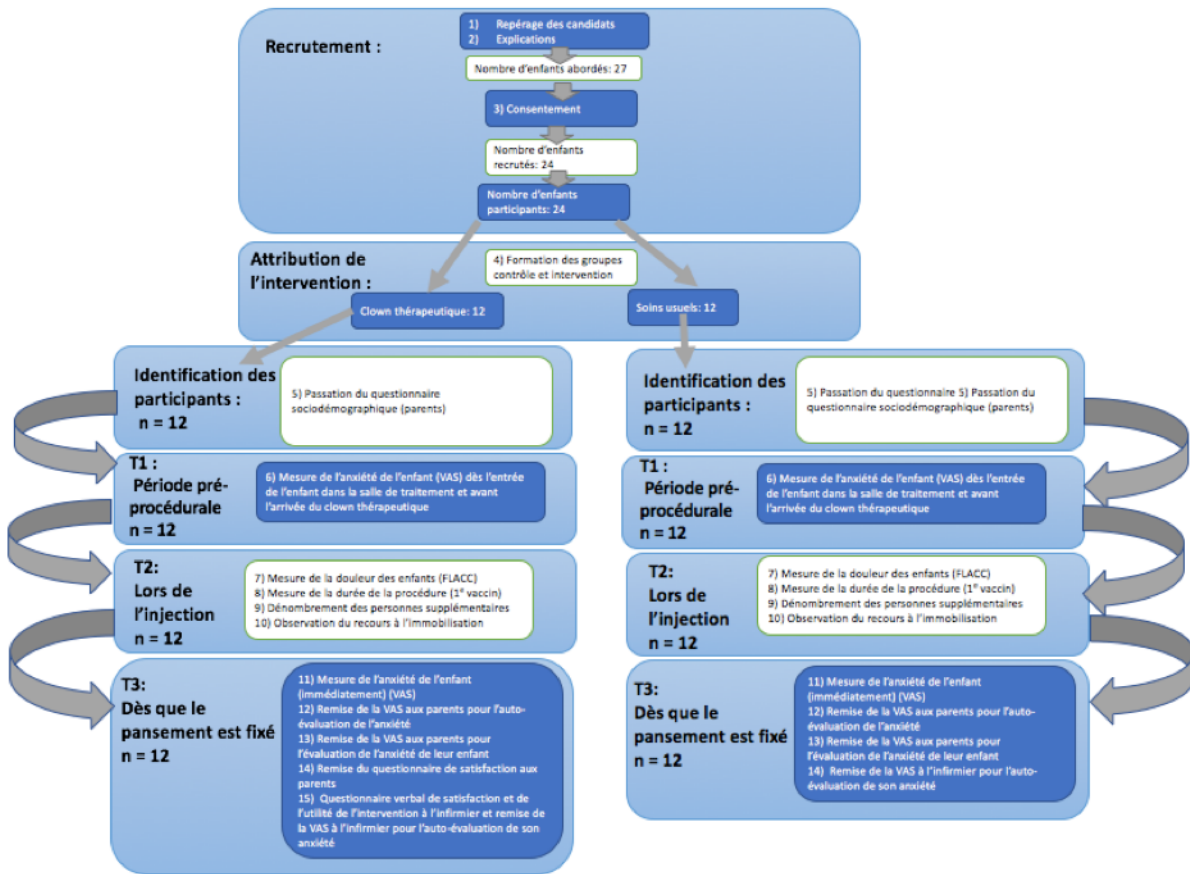 Recrutement :
1) Repérage des candidats
2) Explications
Nombre d'enfants abordés: 27
3) Consentement
Nombre d'enfants
recrutés: 24
Nombre d'enfants
participants: 24
Attribution de
l'intervention :
4) Formation des groupes
contrôle et intervention
Clown thérapeutique: 12
Soins usuels: 12
Identification des
participants :
n = 12
5) Passation du questionnaire
sociodémographique (parents)
T1 :
Période pré-
procédurale
n = 12
6) Mesure de l'anxiété de l'enfant (VAS) dès l'entrée
de l'enfant dans la salle de traitement et avant
l'arrivée du clown thérapeutique
T2:
Lors de
l'injection
n = 12
7) Mesure de la douleur des enfants (FLACC)
8) Mesure de la durée de la procédure (1er vaccin)
9) Dénombrement des personnes supplémentaires
10) Observation du recours à l'immobilisation
T3:
Dès que le
pansement est fixé
n = 12
11) Mesure de l'anxiété de l'enfant
(immédiatement) (VAS)
12) Remise de la VAS aux parents pour l'auto-
évaluation de l'anxiété
13) Remise de la VAS aux parents pour
l'évaluation de l'anxiété de leur enfant
14) Remise du questionnaire de satisfaction aux
parents
15) Questionnaire verbal de satisfaction et de
l'utilité de l'intervention à l'infirmier et remise de
la VAS à l'infirmier pour l'auto-évaluation de son
anxiété
Identification des
participants :
n = 12
5) Passation du questionnaire 5) Passation du
questionnaire sociodémographique (parents)
T1 :
Période pré-
procédurale
n = 12
6) Mesure de l'anxiété de l'enfant (VAS) dès l'entrée
de l'enfant dans la salle de traitement et avant
l'arrivée du clown thérapeutique
T2:
Lors de
l'injection
n = 12
7) Mesure de la douleur des enfants (FLACC)
8) Mesure de la durée de la procédure (1er vaccin)
9) Dénombrement des personnes supplémentaires
10) Observation du recours à l'immobilisation
T3:
Dès que le
pansement est fixé
n = 12
11) Mesure de l'anxiété de l'enfant
(immédiatement) (VAS)
12) Remise de la VAS aux parents pour l'auto-
évaluation de l'anxiété
13) Remise de la VAS aux parents pour
l'évaluation de l'anxiété de leur enfant
14) Remise de la VAS à l'infirmier pour l'auto-
évaluation de son anxiété